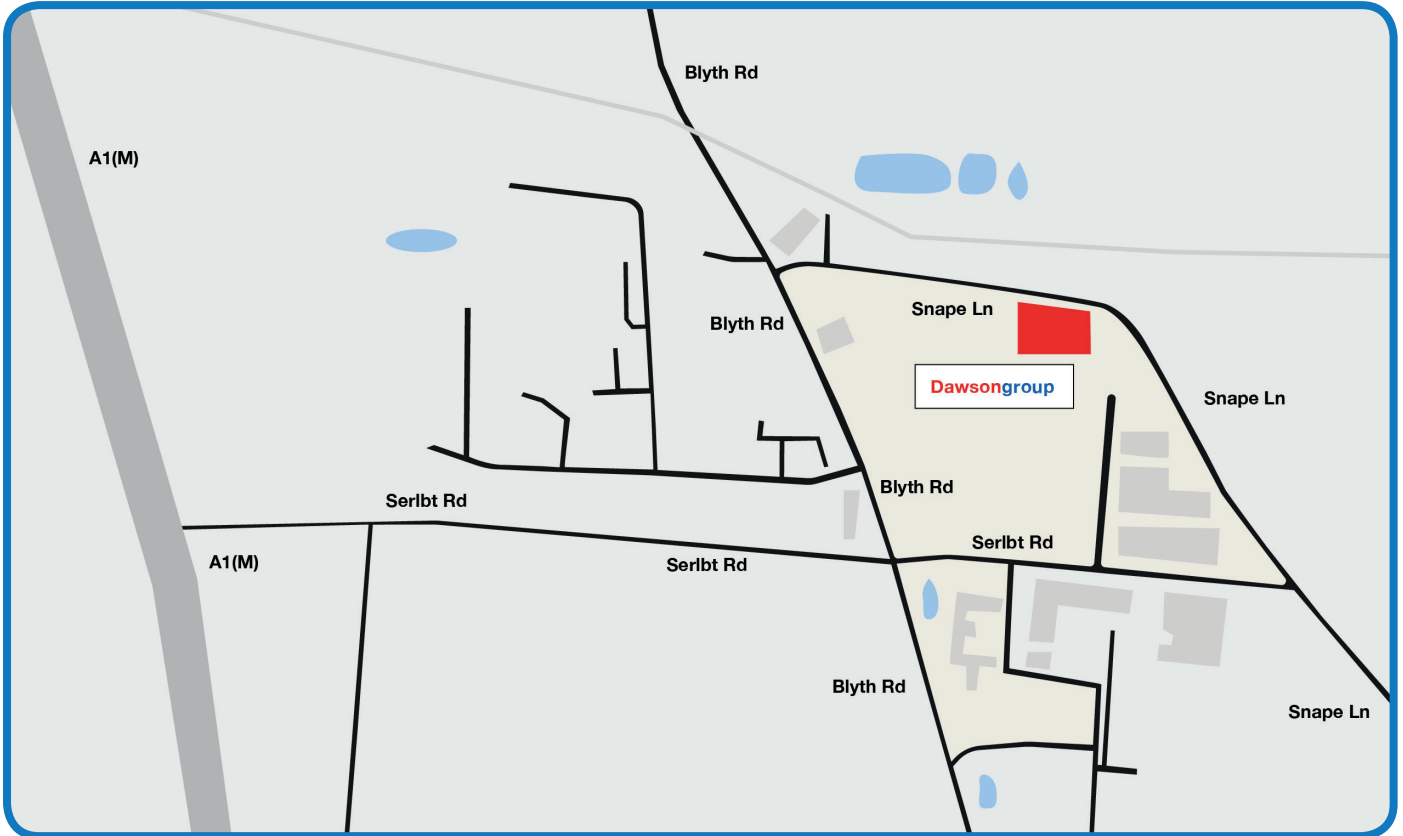 Blyth Rd
A1(M)
Snape Ln
Blyth Rd
Dawsongroup
Snape Ln
Blyth Rd
Serlbt Rd
Serlbt Rd
A1(M)
Serlbt Rd
Blyth Rd
Snape Ln